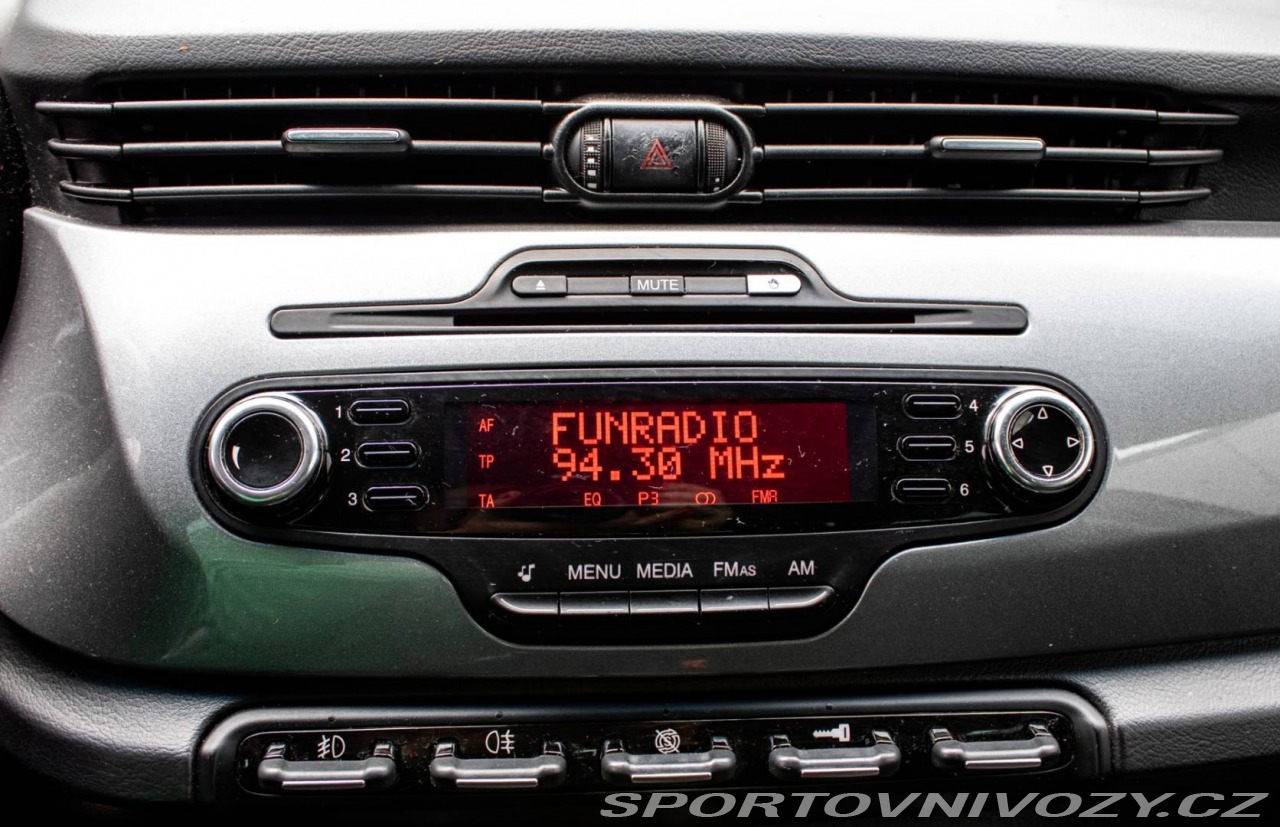 MUTE
1
2
3
AF
TP
TA
FUNRADIO
94.30 MHz
EQ P3 FMA
4
5
6
MENU MEDIA FMAS AM
SPORTOVNIVOZY.CZ